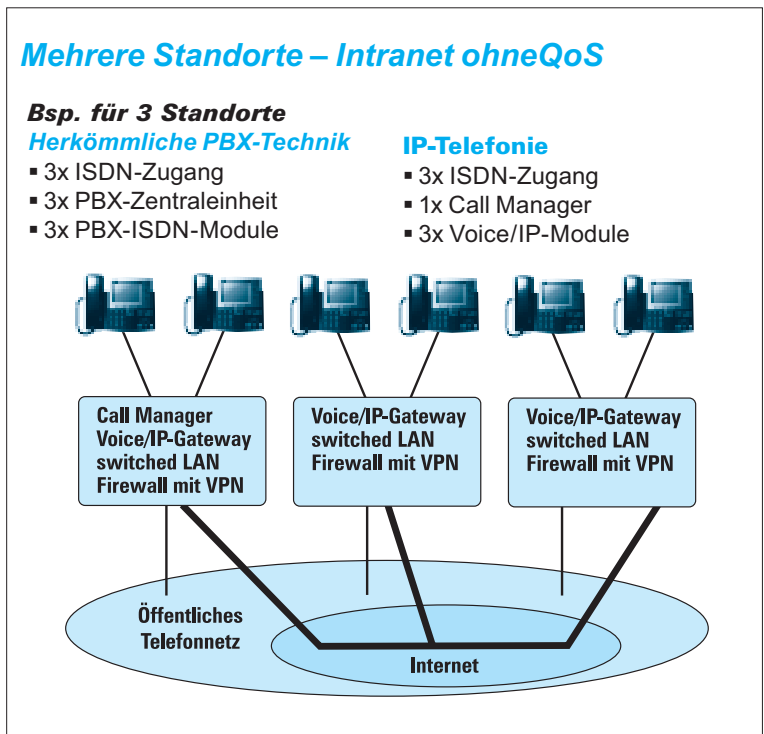 Mehrere Standorte – Intranet ohneQoS
Bsp. für 3 Standorte
Herkömmliche PBX-Technik
▪ 3x ISDN-Zugang
▪ 3x PBX-Zentraleinheit
▪ 3x PBX-ISDN-Module
IP-Telefonie
▪ 3x ISDN-Zugang
▪ 1x Call Manager
▪ 3x Voice/IP-Module
Call Manager
Voice/IP-Gateway
switched LAN
Firewall mit VPN
Voice/IP-Gateway
switched LAN
Firewall mit VPN
Voice/IP-Gateway
switched LAN
Firewall mit VPN
Öffentliches
Telefonnetz
Internet